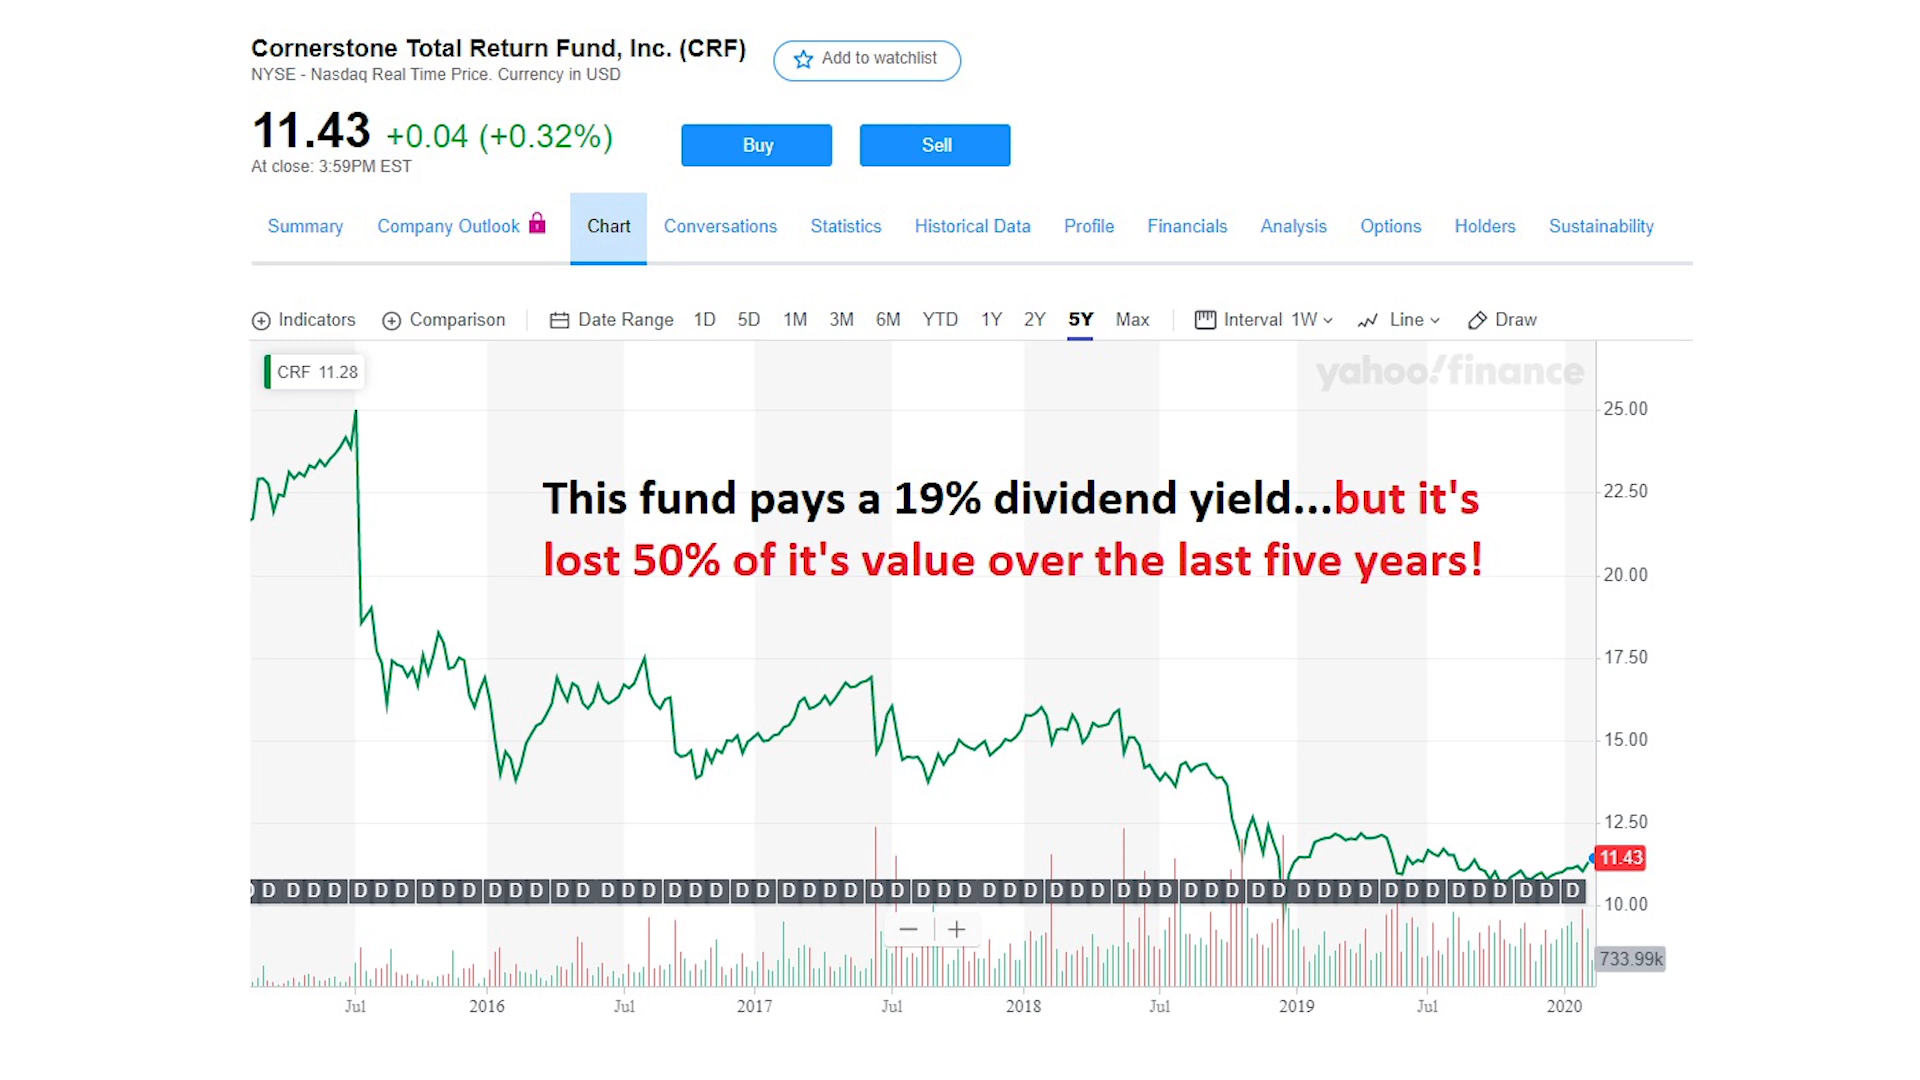 Cornerstone Total Return Fund, Inc. (CRF)
Add to watchlist
NYSE - Nasdaq Real Time Price. Currency in USD
11.43 +0.04 (+0.32%)
At close: 3:59PM EST
Buy
Sell
Summary Company Outlook Chart Conversations Statistics Historical Data Profile Financials Analysis Options Holders Sustainability
Indicators Comparison Date Range 1D 5D 1M 3M 6M YTD 1Y 2Y 5Y Max Interval 1W Line Draw
CRF 11.28
yahoo!finance
25.00
This fund pays a 19% dividend yield...but it's
22.50
lost 50% of it's value over the last five years!
20.00
17.50
15.00
12.50
11.43
D D D D D D D D D D D D D D D D D D D D D D D D D D D D D D D D D D D D D D D D D D D D D D D D D D D D D D D D D D D D
10.00
733.99k
Jul 2016 Jul 2017 Jul 2018 Jul 2019 Jul 2020